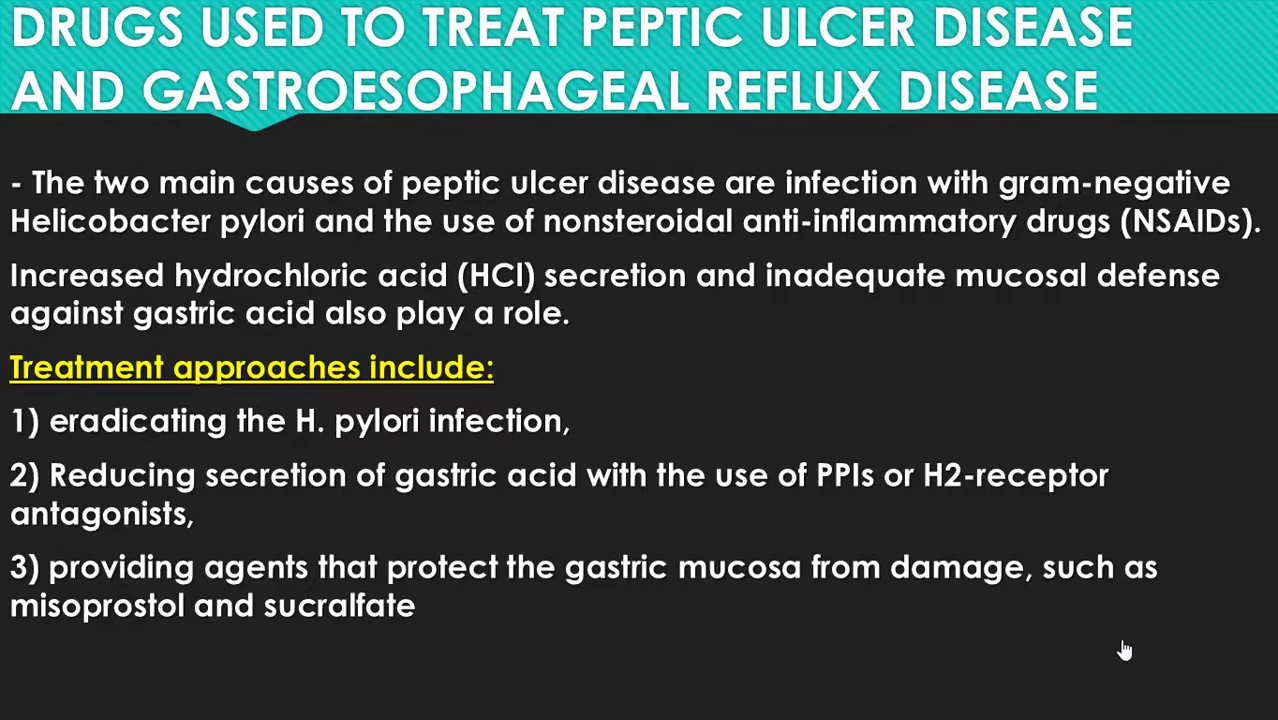 DRUGS USED TO TREAT PEPTIC ULCER DISEASE
AND GASTROESOPHAGEAL REFLUX DISEASE
- The two main causes of peptic ulcer disease are infection with gram-negative
Helicobacter pylori and the use of nonsteroidal anti-inflammatory drugs (NSAIDs).
Increased hydrochloric acid (HCl) secretion and inadequate mucosal defense
against gastric acid also play a role.
Treatment approaches include:
1) eradicating the H. pylori infection,
2) Reducing secretion of gastric acid with the use of PPIs or H2-receptor
antagonists,
3) providing agents that protect the gastric mucosa from damage, such as
misoprostol and sucralfate